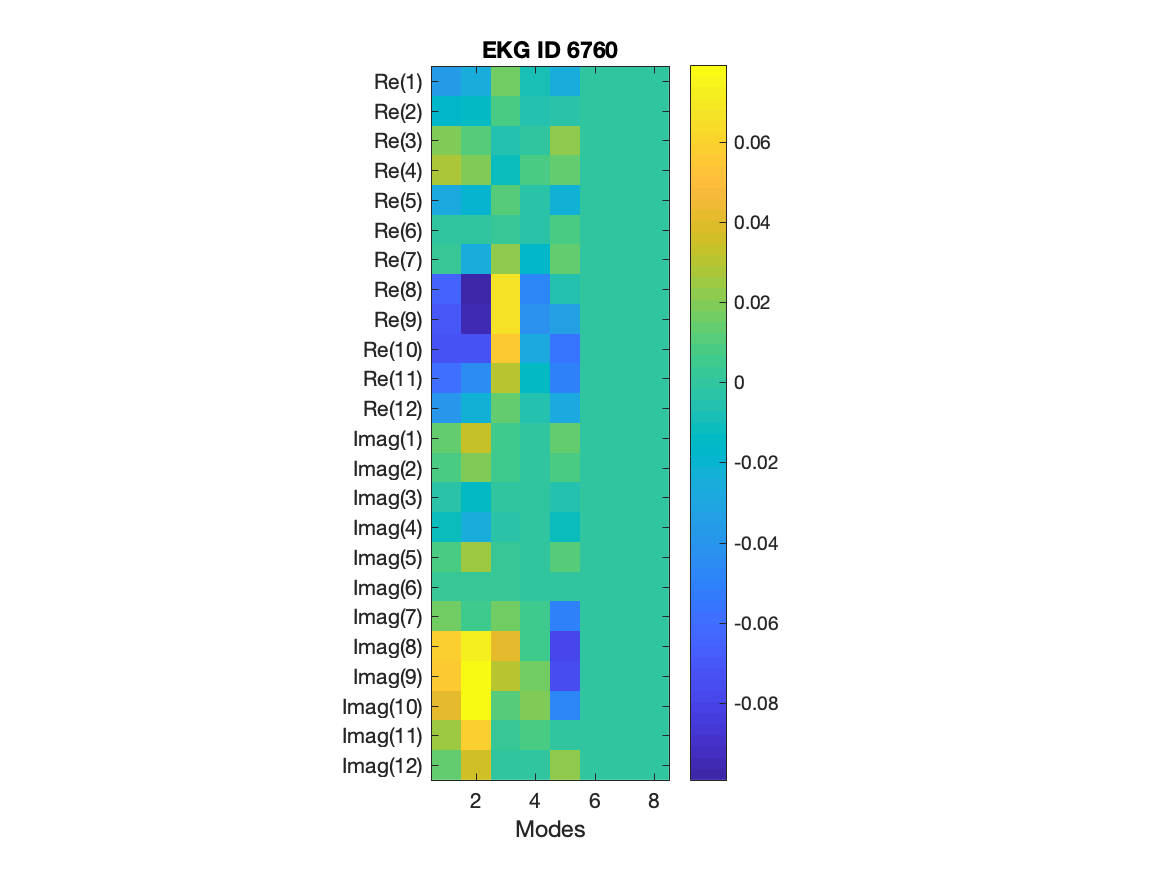 EKG ID 6760
Re(1)
Re(2)
Re(3)
Re(4)
Re(5)
Re(6)
Re(7)
Re(8)
Re(9)
Re(10)
Re(11)
Re(12)
Imag(1)
Imag(2)
Imag(3)
Imag(4)
Imag(5)
Imag(6)
Imag(7)
Imag(8)
Imag(9)
Imag(10)
Imag(11)
Imag(12)
2 4 6 8
Modes
0.06
0.04
0.02
0
-0.02
-0.04
-0.06
-0.08